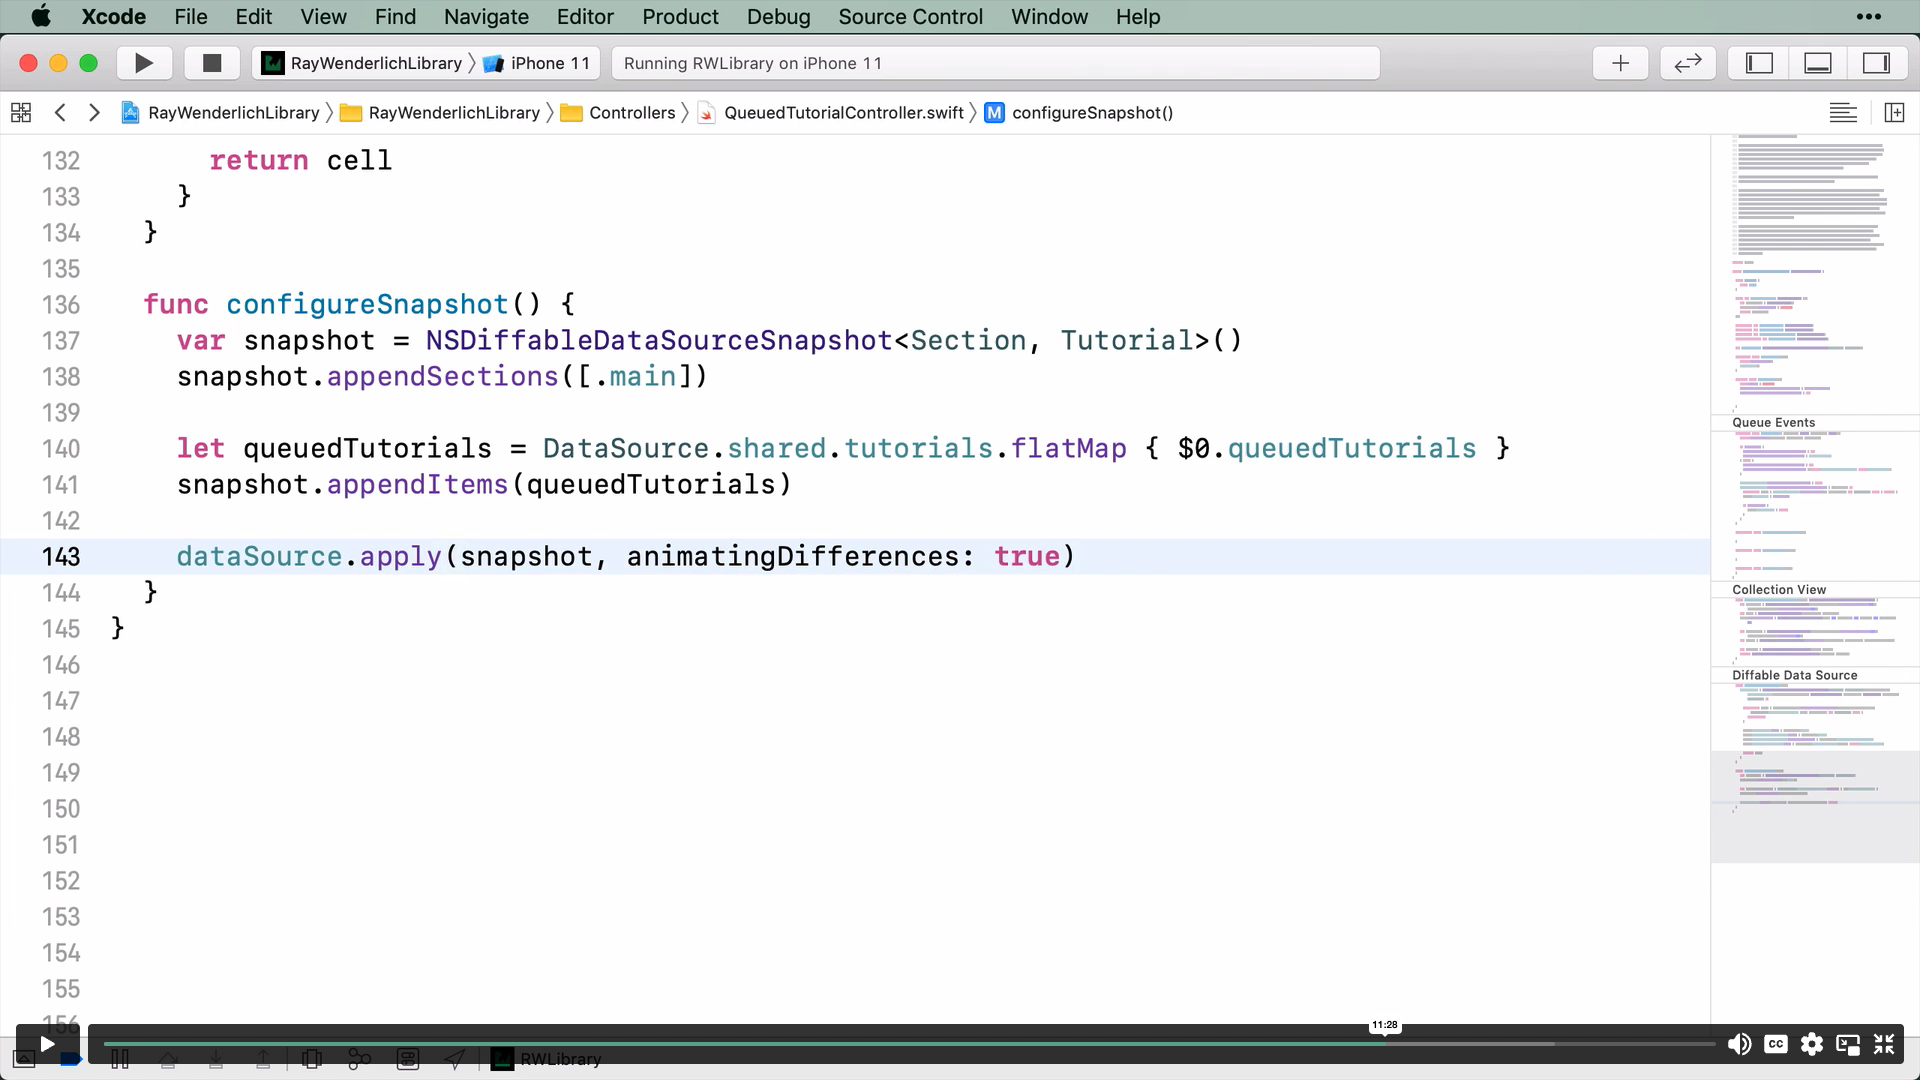 Xcode File Edit View Find Navigate Editor Product Debug Source Control Window Help
RayWenderlichLibrary iPhone 11 Running RWLibrary on iPhone 11
RayWenderlichLibrary RayWenderlichLibrary Controllers QueuedTutorialController.swift M configureSnapshot()
132 return cell
133 }
134 }
135
136 func configureSnapshot() {
137 var snapshot = NSDiffableDataSourceSnapshot<Section, Tutorial>()
138 snapshot.appendSections([.main])
139
140 let queuedTutorials = DataSource.shared.tutorials.flatMap { $0.queuedTutorials }
141 snapshot.appendItems(queuedTutorials)
142
143 dataSource.apply(snapshot, animatingDifferences: true)
144 }
145 }
146
147
148
149
150
151
152
153
154
155
156
Queue Events
Collection View
Diffable Data Source
11:28
CC
RWLibrary